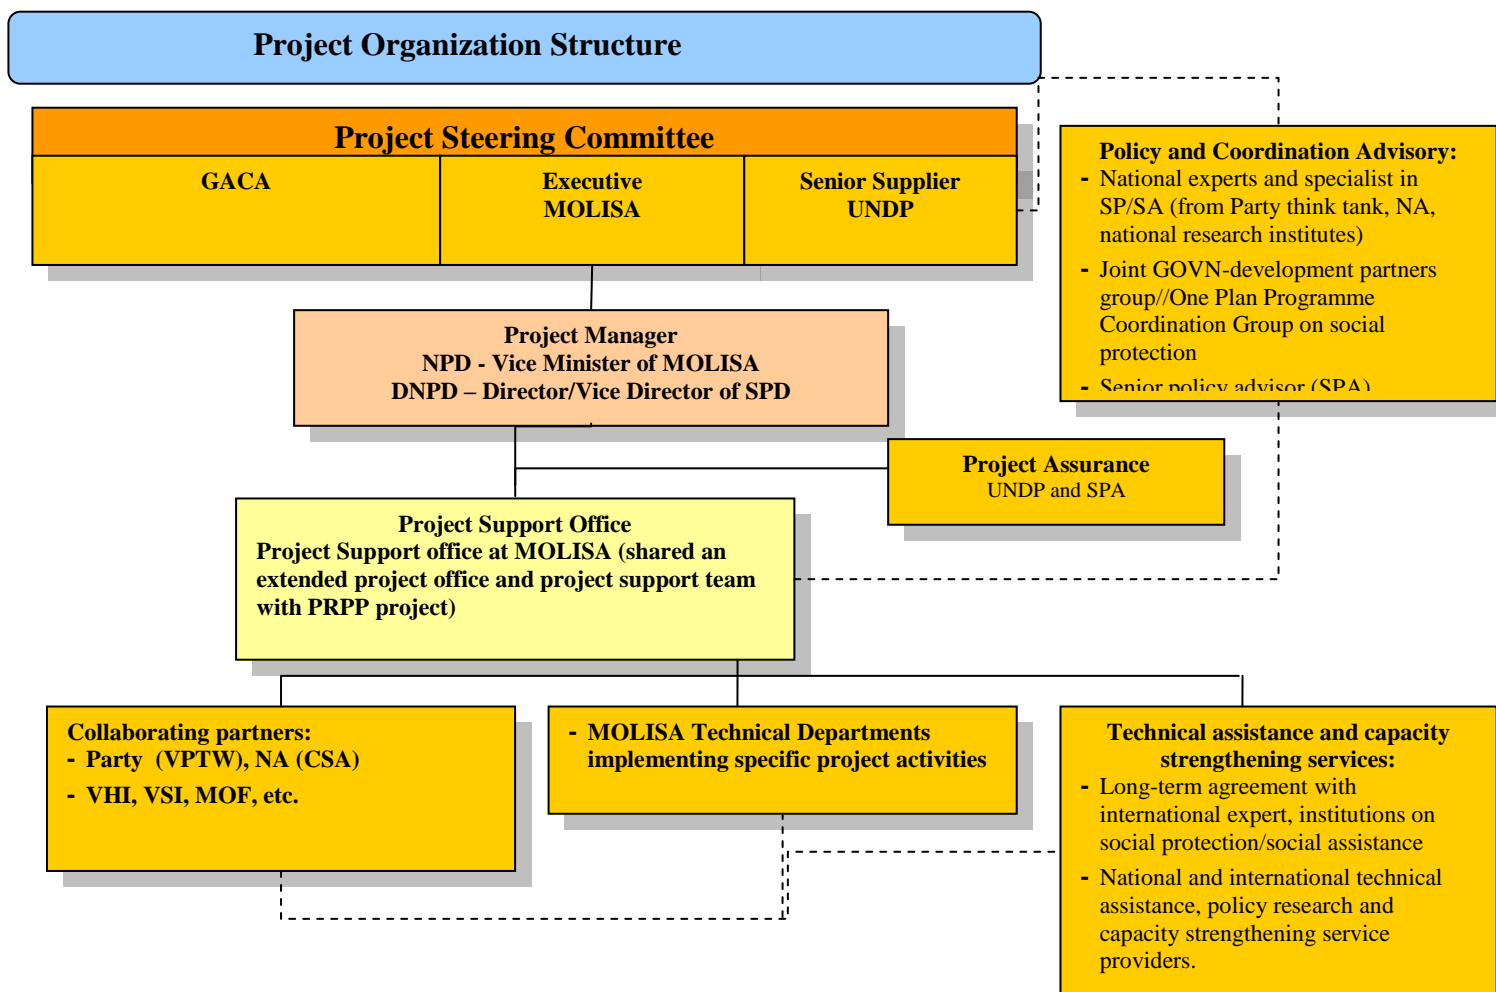 Project Organization Structure
Project Steering Committee
GACA
Executive
MOLISA
Senior Supplier
UNDP
Policy and Coordination Advisory:
- National experts and specialist in
SP/SA (from Party think tank, NA,
national research institutes)
- Joint GOVN-development partners
group//One Plan Programme
Coordination Group on social
protection
- Senior policy advisor (SPA)
Project Manager
NPD - Vice Minister of MOLISA
DNPD – Director/Vice Director of SPD
Project Assurance
UNDP and SPA
Project Support Office
Project Support office at MOLISA (shared an
extended project office and project support team
with PRPP project)
Collaborating partners:
- Party (VPTW), NA (CSA)
- VHI, VSI, MOF, etc.
- MOLISA Technical Departments
implementing specific project activities
Technical assistance and capacity
strengthening services:
- Long-term agreement with
international expert, institutions on
social protection/social assistance
- National and international technical
assistance, policy research and
capacity strengthening service
providers.